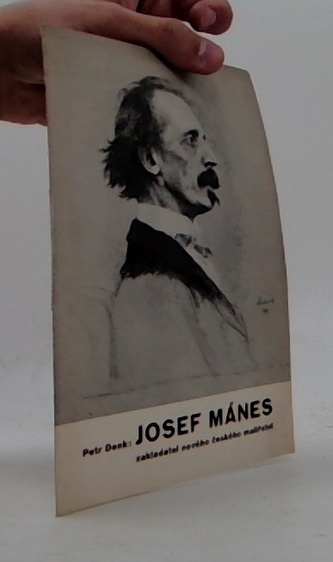 Petr Denk: JOSEF MÁNES
zakladatel nového českého malířství